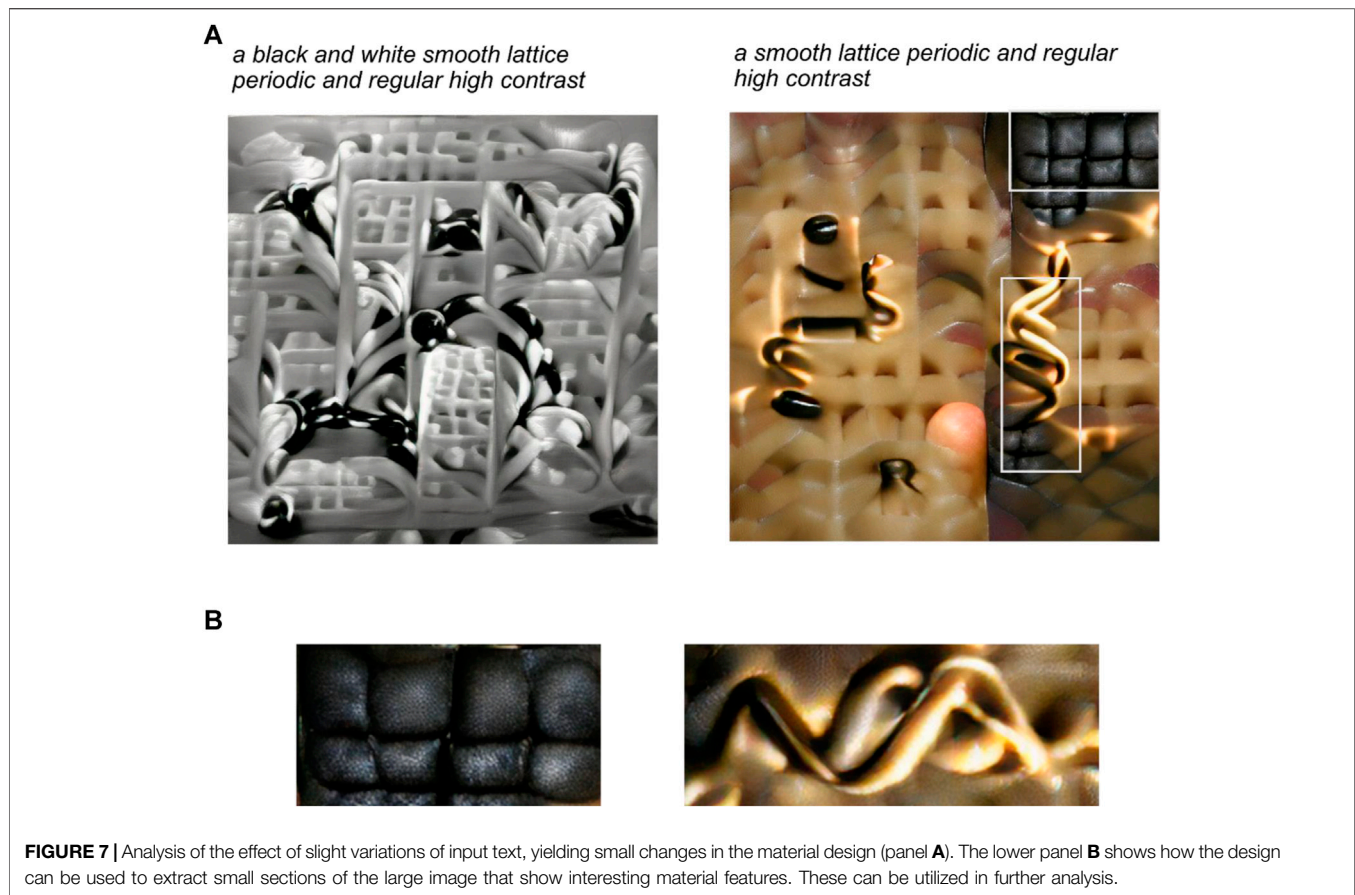 A
a black and white smooth lattice
periodic and regular high contrast
a smooth lattice periodic and regular
high contrast
B
FIGURE 7 | Analysis of the effect of slight variations of input text, yielding small changes in the material design (panel A). The lower panel B shows how the design
can be used to extract small sections of the large image that show interesting material features. These can be utilized in further analysis.